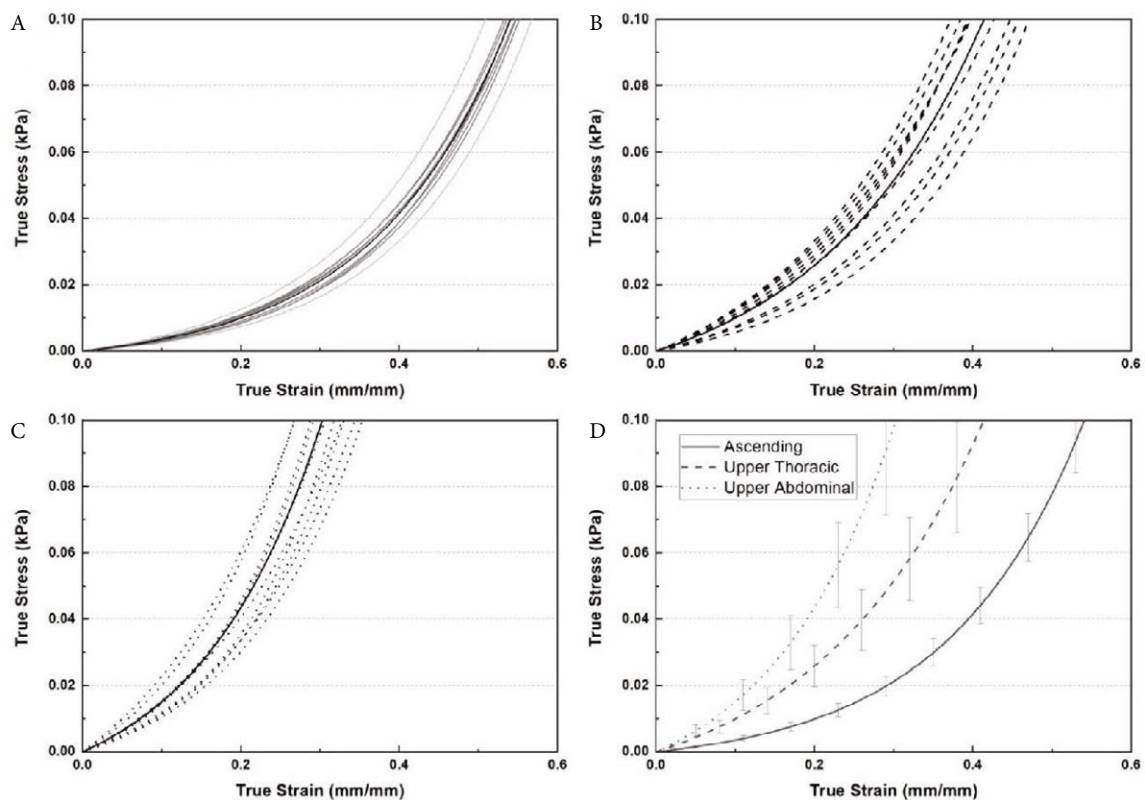 A
True Stress (kPa)
0.10
0.08
0.06
0.04
0.02
0.00
0.0 0.2 0.4 0.6
True Strain (mm/mm)
B
True Stress (kPa)
0.10
0.08
0.06
0.04
0.02
0.00
0.0 0.2 0.4 0.6
True Strain (mm/mm)
C
True Stress (kPa)
0.10
0.08
0.06
0.04
0.02
0.00
0.0 0.2 0.4 0.6
True Strain (mm/mm)
D
True Stress (kPa)
0.10
0.08
0.06
0.04
0.02
0.00
Ascending
Upper Thoracic
Upper Abdominal
0.0 0.2 0.4 0.6
True Strain (mm/mm)